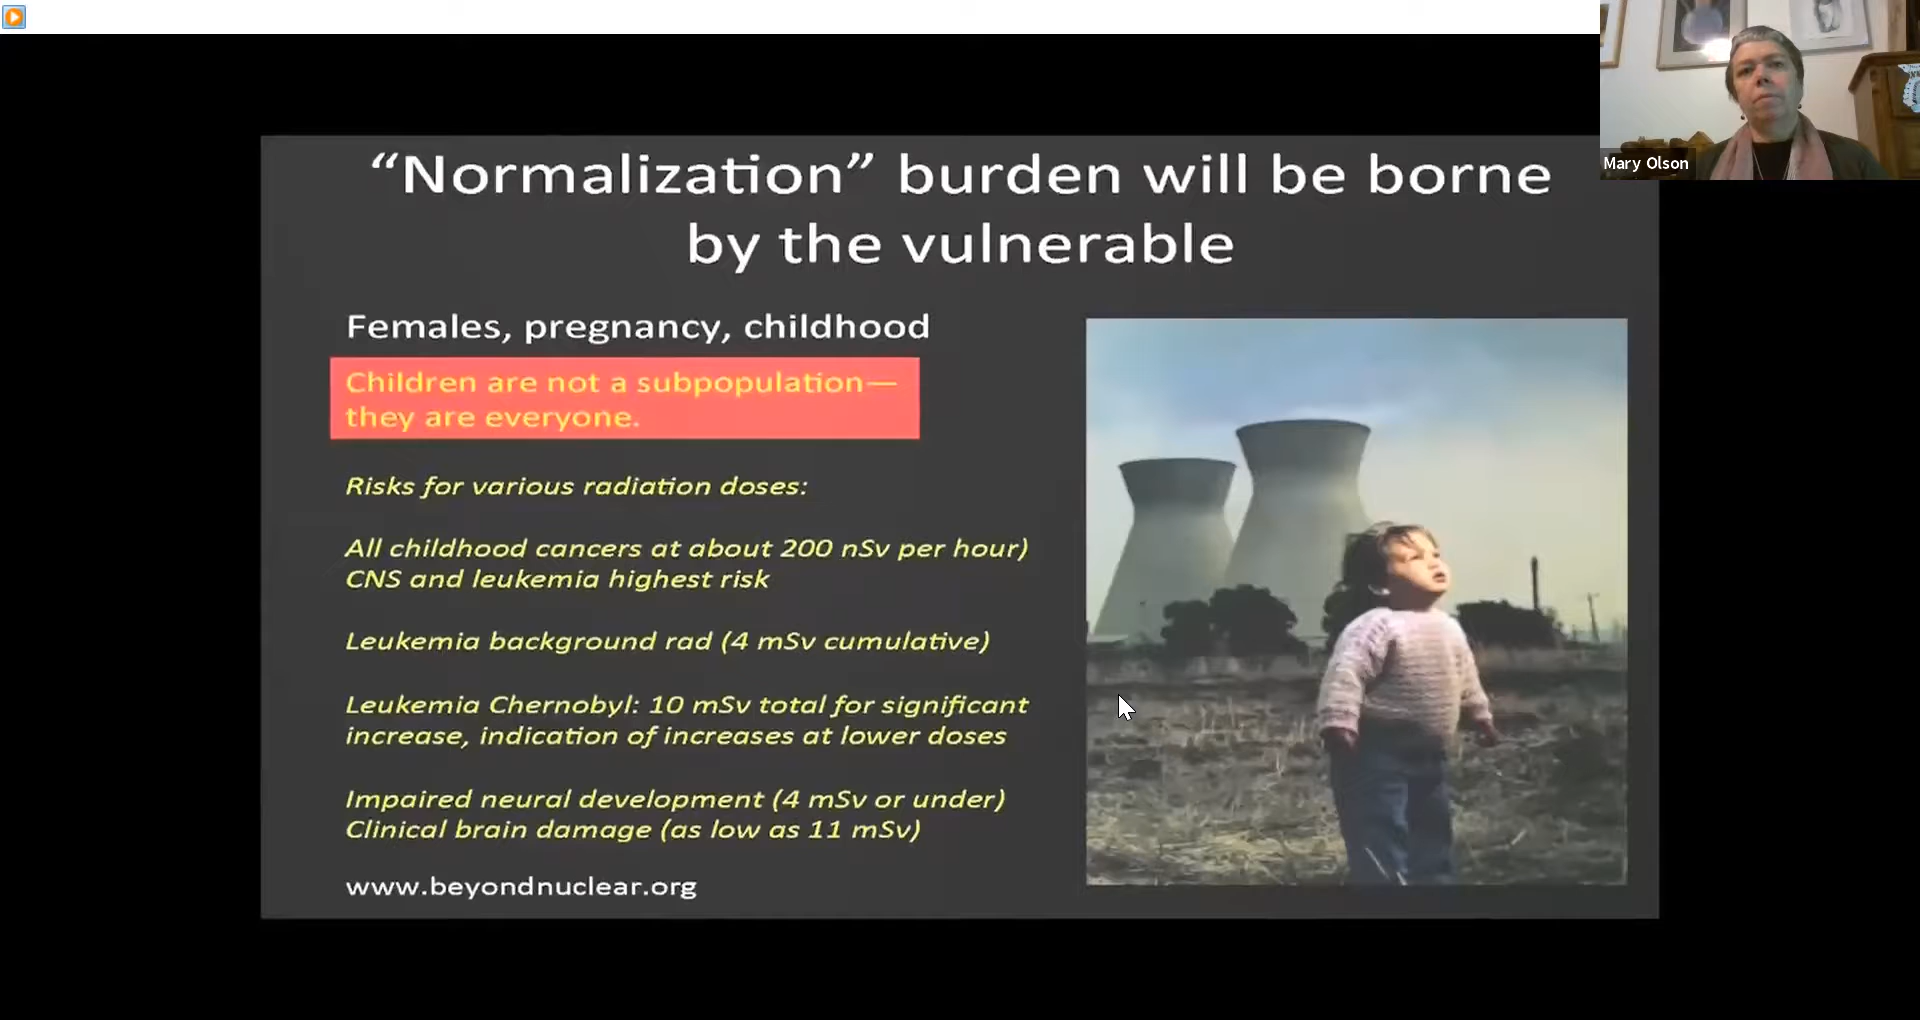 “Normalization” burden will be borne
by the vulnerable
Females, pregnancy, childhood
Children are not a subpopulation—
they are everyone.
Risks for various radiation doses:
All childhood cancers at about 200 nSv per hour)
CNS and leukemia highest risk
Leukemia background rad (4 mSv cumulative)
Leukemia Chernobyl: 10 mSv total for significant
increase, indication of increases at lower doses
Impaired neural development (4 mSv or under)
Clinical brain damage (as low as 11 mSv)
www.beyondnuclear.org
Mary Olson